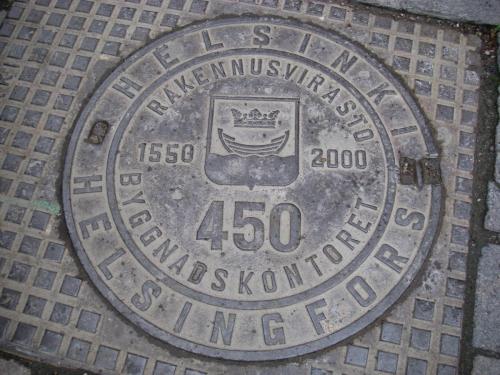 HELSINKI
RAKENNUSVIRASTO
1550 2000
450
BYGGNADSKONTORET
HELSINGFORS